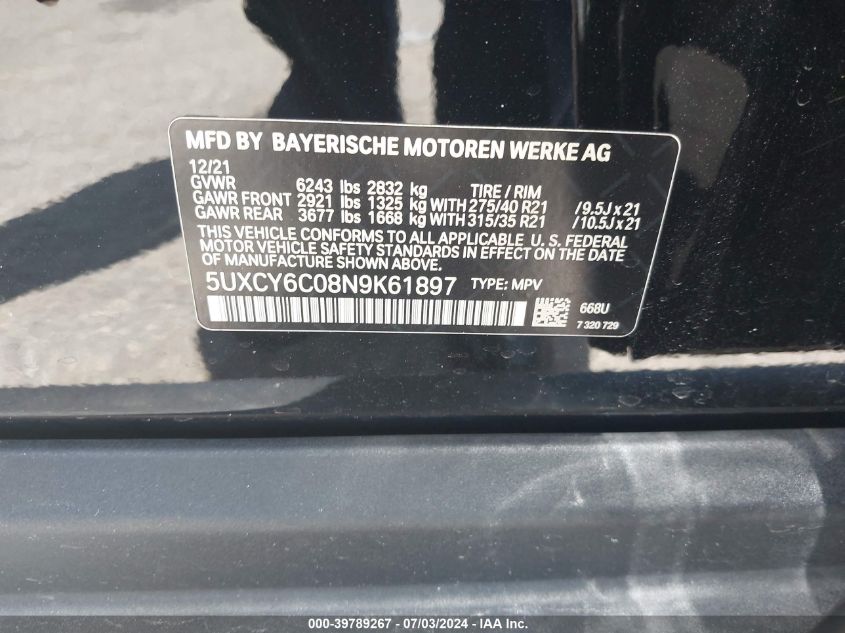 MFD BY BAYERISCHE MOTOREN WERKE AG
12/21
GVWR 6243 lbs 2832 kg TIRE / RIM
GAWR FRONT 2921 lbs 1325 kg WITH 275/40 R21 / 9.5J x 21
GAWR REAR 3677 lbs 1668 kg WITH 315/35 R21 / 10.5J x 21
THIS VEHICLE CONFORMS TO ALL APPLICABLE U. S. FEDERAL
MOTOR VEHICLE SAFETY STANDARDS IN EFFECT ON THE DATE
OF MANUFACTURE SHOWN ABOVE.
5UXCY6C08N9K61897 TYPE: MPV
668U
7 320 729
000-39789267 - 07/03/2024 - IAA Inc.